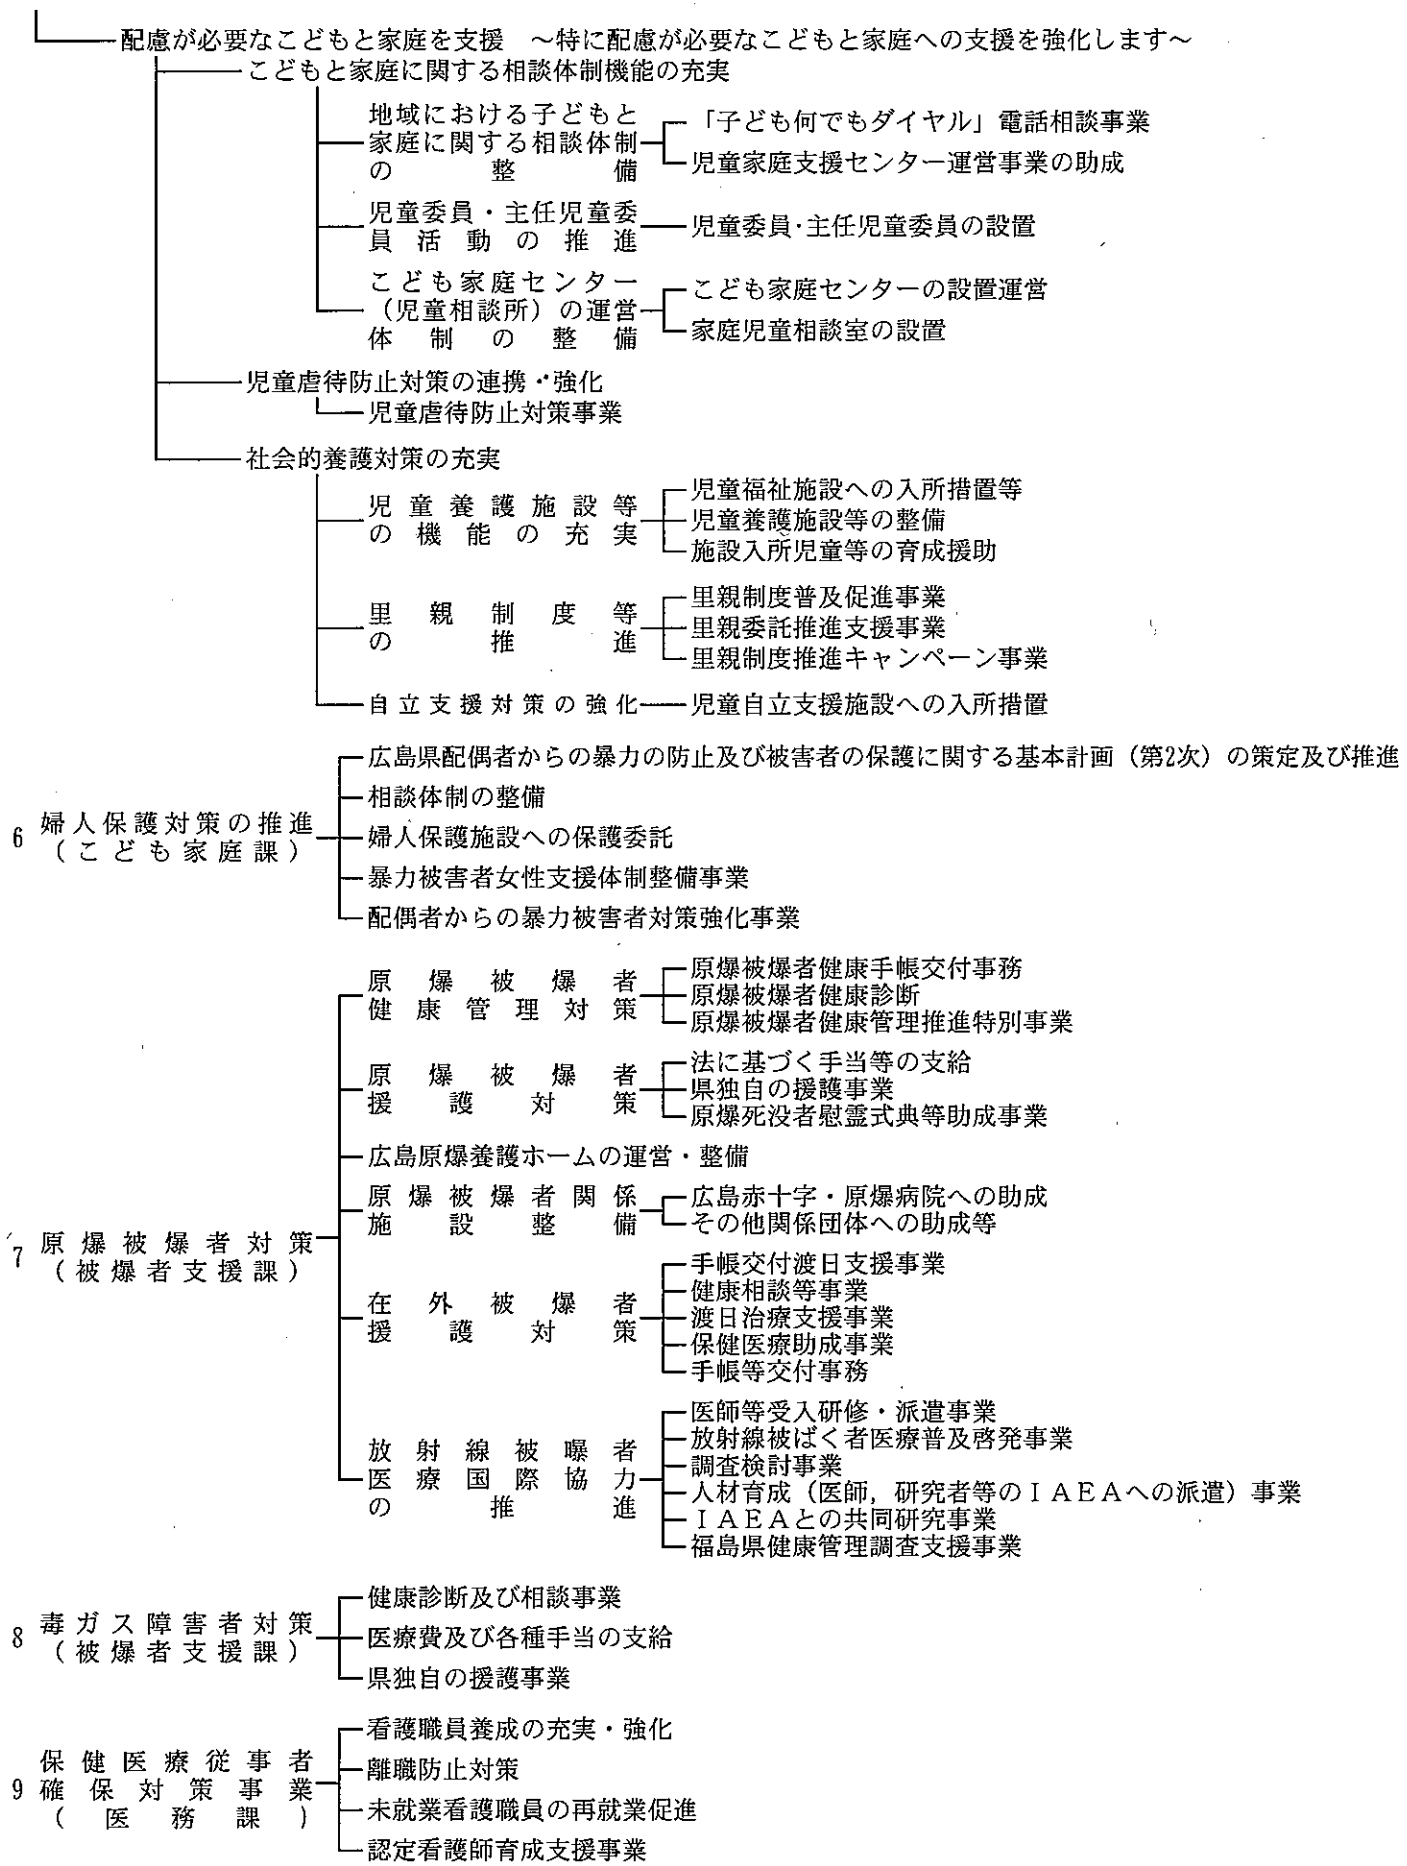 配慮が必要なこどもと家庭を支援　～特に配慮が必要なこどもと家庭への支援を強化します～
こどもと家庭に関する相談体制機能の充実
地域における子どもと
家庭に関する相談体制
の整備
「子ども何でもダイヤル」電話相談事業
児童家庭支援センター運営事業の助成
児童委員・主任児童委
員活動の推進
児童委員・主任児童委員の設置
こども家庭センター
（児童相談所）の運営
体制の整備
こども家庭センターの設置運営
家庭児童相談室の設置
児童虐待防止対策の連携・強化
児童虐待防止対策事業
社会的養護対策の充実
児童養護施設等
の機能の充実
児童福祉施設への入所措置等
児童養護施設等の整備
施設入所児童等の育成援助
里親制度等
の推進
里親制度普及促進事業
里親委託推進支援事業
里親制度推進キャンペーン事業
自立支援対策の強化
児童自立支援施設への入所措置
6 婦人保護対策の推進
（こども家庭課）
広島県配偶者からの暴力の防止及び被害者の保護に関する基本計画（第2次）の策定及び推進
相談体制の整備
婦人保護施設への保護委託
暴力被害者女性支援体制整備事業
配偶者からの暴力被害者対策強化事業
7 原爆被爆者対策
（被爆者支援課）
原爆被爆者
健康管理対策
原爆被爆者健康手帳交付事務
原爆被爆者健康診断
原爆被爆者健康管理推進特別事業
原爆被爆者
援護対策
法に基づく手当等の支給
県独自の援護事業
原爆死没者慰霊式典等助成事業
広島原爆養護ホームの運営・整備
原爆被爆者関係
施設整備
広島赤十字・原爆病院への助成
その他関係団体への助成等
在外被爆者
援護対策
手帳交付渡日支援事業
健康相談等事業
渡日治療支援事業
保健医療助成事業
手帳等交付事務
放射線被曝者
医療国際協力
の推進
医師等受入研修・派遣事業
放射線被ばく者医療普及啓発事業
調査検討事業
人材育成（医師，研究者等のＩＡＥＡへの派遣）事業
ＩＡＥＡとの共同研究事業
福島県健康管理調査支援事業
8 毒ガス障害者対策
（被爆者支援課）
健康診断及び相談事業
医療費及び各種手当の支給
県独自の援護事業
9 保健医療従事者
確保対策事業
（医務課）
看護職員養成の充実・強化
離職防止対策
未就業看護職員の再就業促進
認定看護師育成支援事業